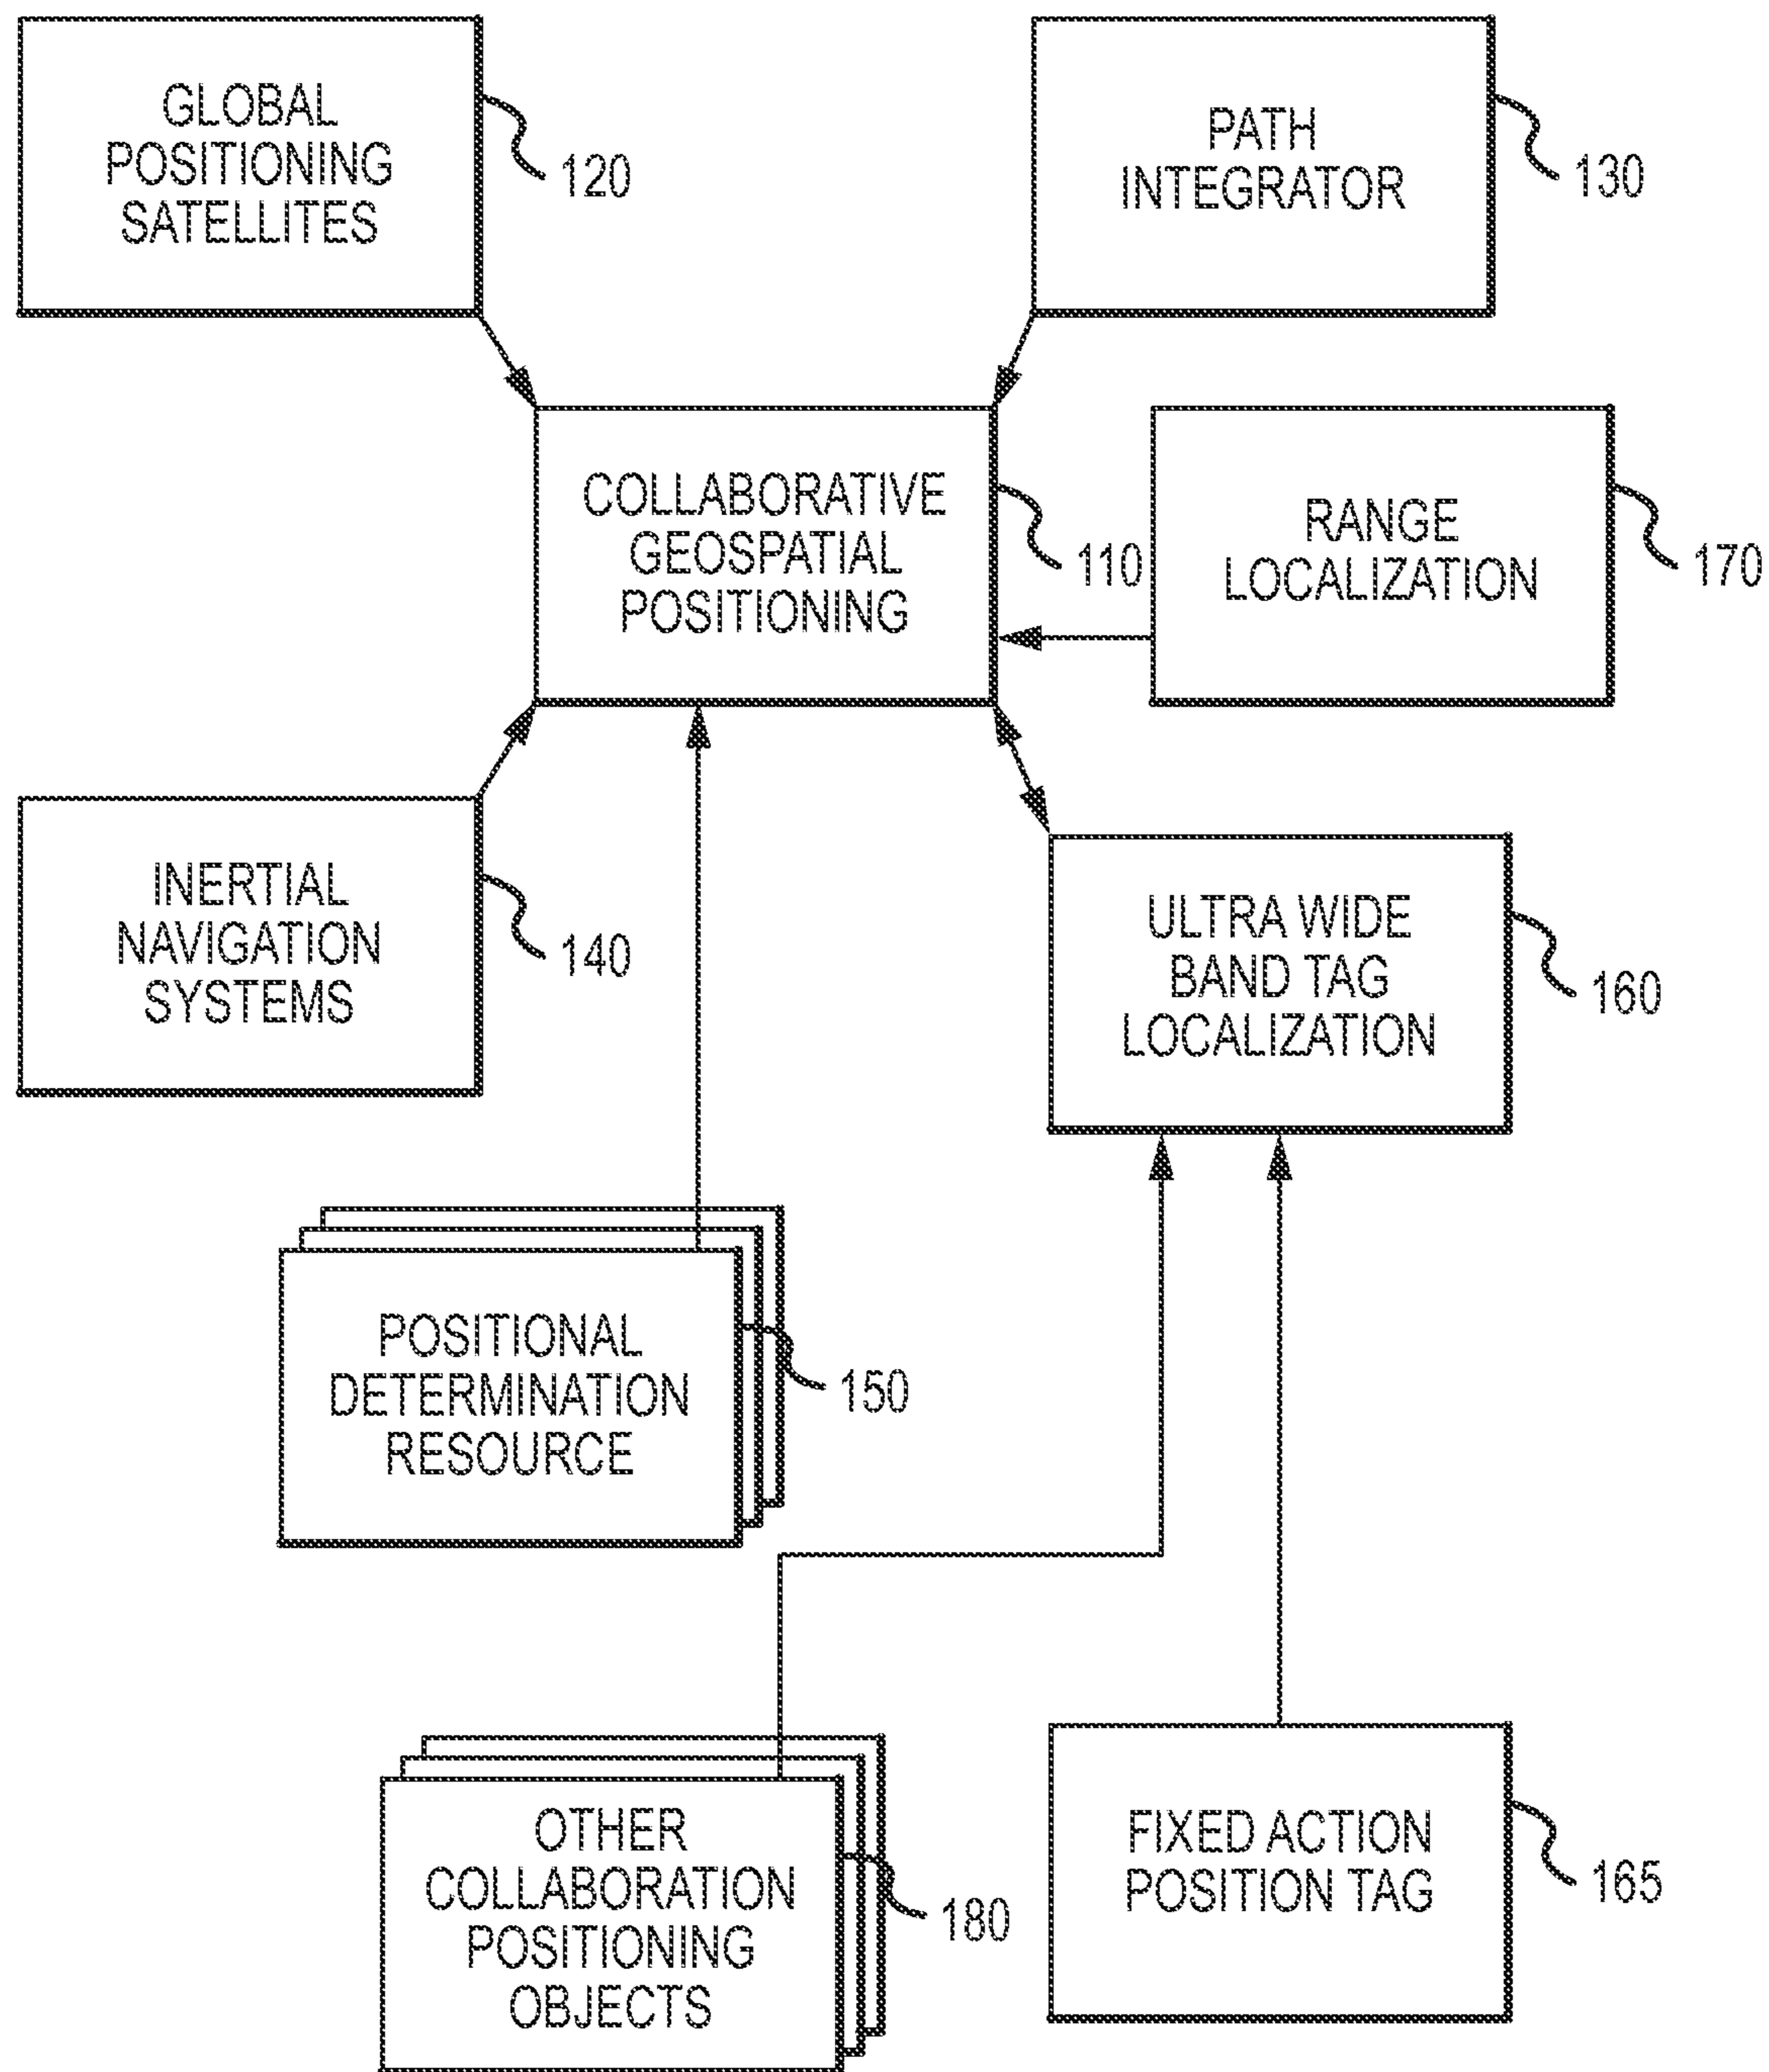 GLOBAL
POSITIONING
SATELLITES
120
PATH
INTEGRATOR
130
COLLABORATIVE
GEOSPATIAL
POSITIONING
110
RANGE
LOCALIZATION
170
INERTIAL
NAVIGATION
SYSTEMS
140
ULTRA WIDE
BAND TAG
LOCALIZATION
160
POSITIONAL
DETERMINATION
RESOURCE
150
OTHER
COLLABORATION
POSITIONING
OBJECTS
180
FIXED ACTION
POSITION TAG
165